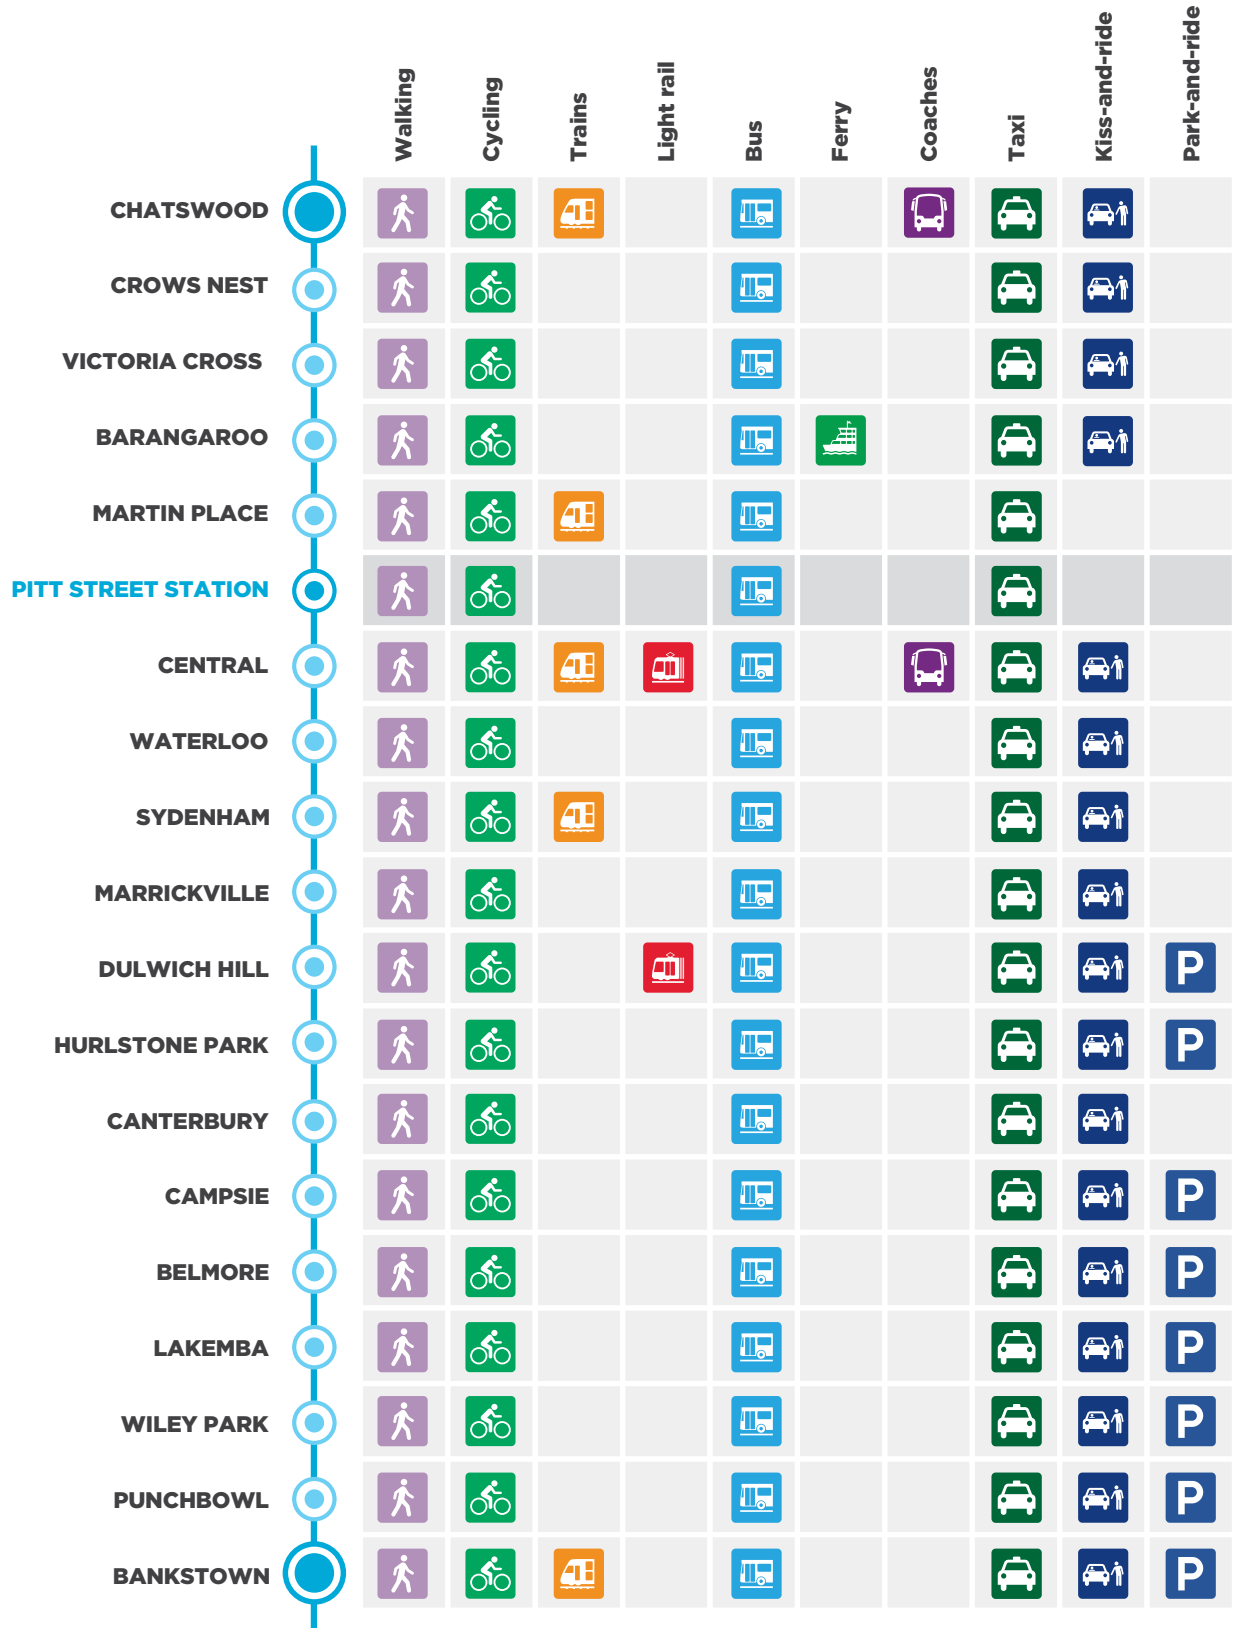 Walking
Cycling
Trains
Light rail
Bus
Ferry
Coaches
Taxi
Kiss-and-ride
Park-and-ride
CHATSWOOD
CROWS NEST
VICTORIA CROSS
BARANGAROO
MARTIN PLACE
PITT STREET STATION
CENTRAL
WATERLOO
SYDENHAM
MARRICKVILLE
DULWICH HILL
P
HURLSTONE PARK
P
CANTERBURY
CAMPSIE
P
BELMORE
P
LAKEMBA
P
WILEY PARK
P
PUNCHBOWL
P
BANKSTOWN
P